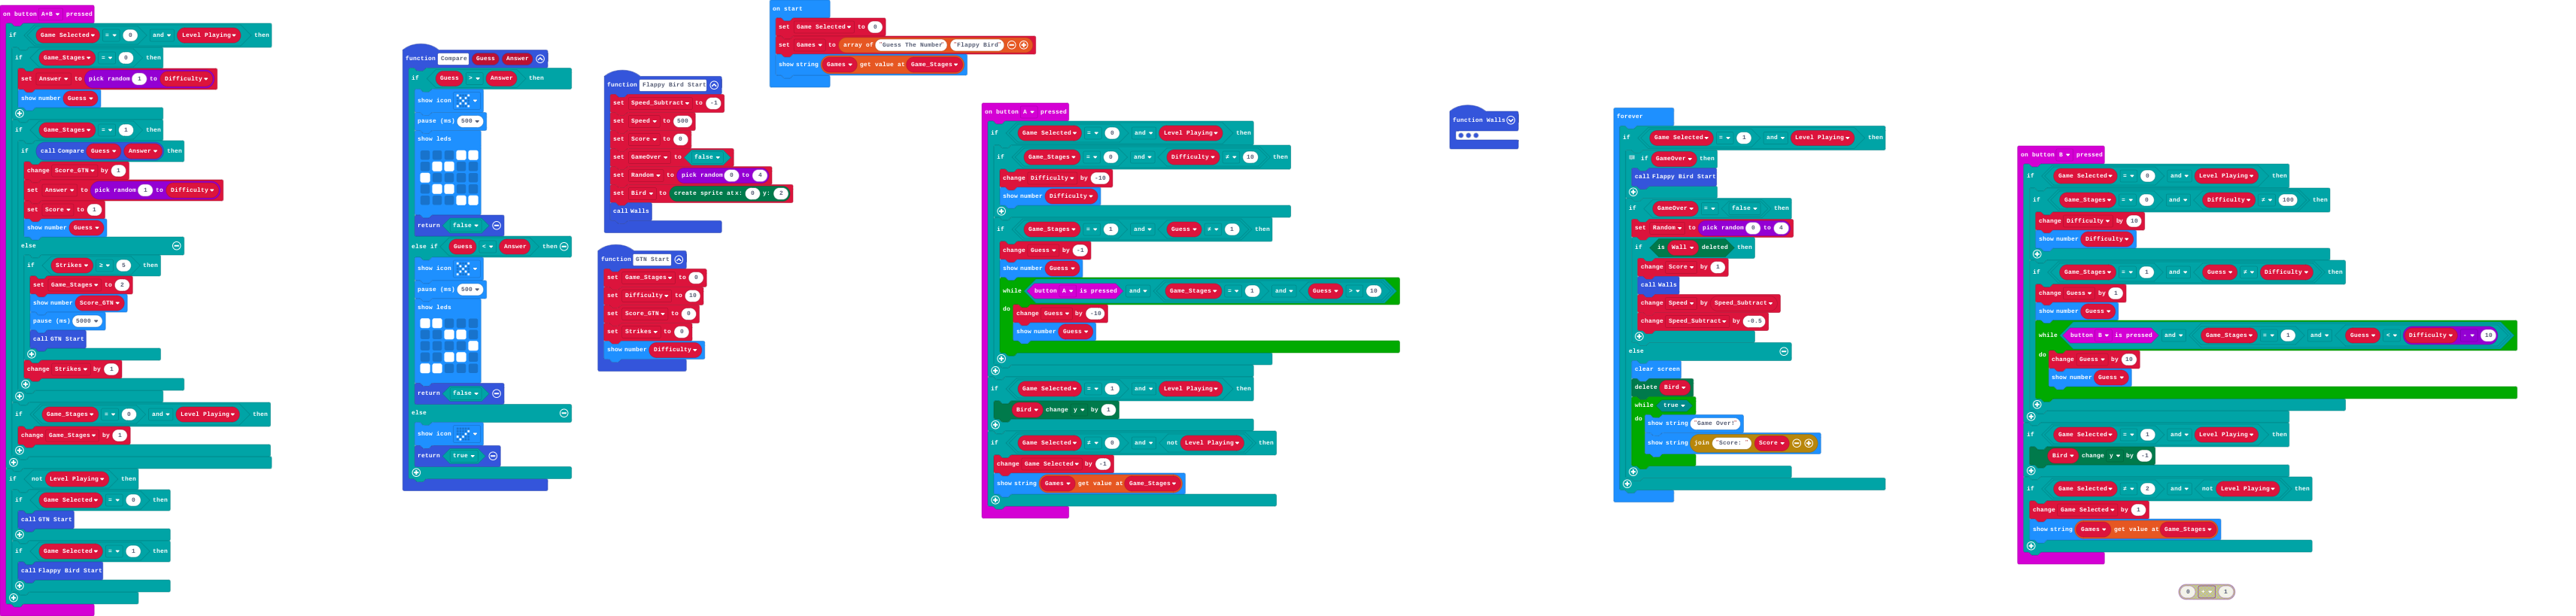 on button A+B pressed
if Game Selected = 0 and Level Playing then
if Game_Stages = 0 then
set Answer to pick random 1 to Difficulty
show number Guess
if Game_Stages = 1 then
if call Compare Guess Answer then
change Score_GTN by 1
set Answer to pick random 1 to Difficulty
set Score to 1
show number Guess
else
if Strikes ≥ 5 then
set Game_Stages to 2
show number Score_GTN
pause (ms) 5000
call GTN Start
change Strikes by 1
if Game_Stages = 0 and Level Playing then
change Game_Stages by 1
if not Level Playing then
if Game Selected = 0 then
call GTN Start
if Game Selected = 1 then
call Flappy Bird Start
function Compare Guess Answer
if Guess > Answer then
show icon
pause (ms) 500
show leds
return false
else if Guess < Answer then
show icon
pause (ms) 500
show leds
return false
else
show icon
return true
function Flappy Bird Start
set Speed_Subtract to -1
set Speed to 500
set Score to 0
set GameOver to false
set Random to pick random 0 to 4
set Bird to create sprite at x: 0 y: 2
call Walls
function GTN Start
set Game_Stages to 0
set Difficulty to 10
set Score_GTN to 0
set Strikes to 0
show number Difficulty
on start
set Game Selected to 0
set Games to array of "Guess The Number" "Flappy Bird"
show string Games get value at Game_Stages
on button A pressed
if Game Selected = 0 and Level Playing then
if Game_Stages = 0 and Difficulty ≠ 10 then
change Difficulty by -10
show number Difficulty
if Game_Stages = 1 and Guess ≠ 1 then
change Guess by -1
show number Guess
while button A is pressed and Game_Stages = 1 and Guess > 10
do change Guess by -10
show number Guess
if Game Selected = 1 and Level Playing then
Bird change y by 1
if Game Selected ≠ 0 and not Level Playing then
change Game Selected by -1
show string Games get value at Game_Stages
function Walls
forever
if Game Selected = 1 and Level Playing then
if GameOver then
call Flappy Bird Start
if GameOver = False then
set Random to pick random 0 to 4
if is Wall deleted then
change Score by 1
call Walls
change Speed by Speed_Subtract
change Speed_Subtract by -0.5
else
clear screen
delete Bird
while true
do show string "Game Over!"
show string join "Score: " Score
on button B pressed
if Game Selected = 0 and Level Playing then
if Game_Stages = 0 and Difficulty ≠ 100 then
change Difficulty by 10
show number Difficulty
if Game_Stages = 1 and Guess ≠ Difficulty then
change Guess by 1
show number Guess
while button B is pressed and Game_Stages = 1 and Guess < Difficulty - 10
do change Guess by 10
show number Guess
if Game Selected = 1 and Level Playing then
Bird change y by -1
if Game Selected ≠ 2 and not Level Playing then
change Game Selected by 1
show string Games get value at Game_Stages
0 1